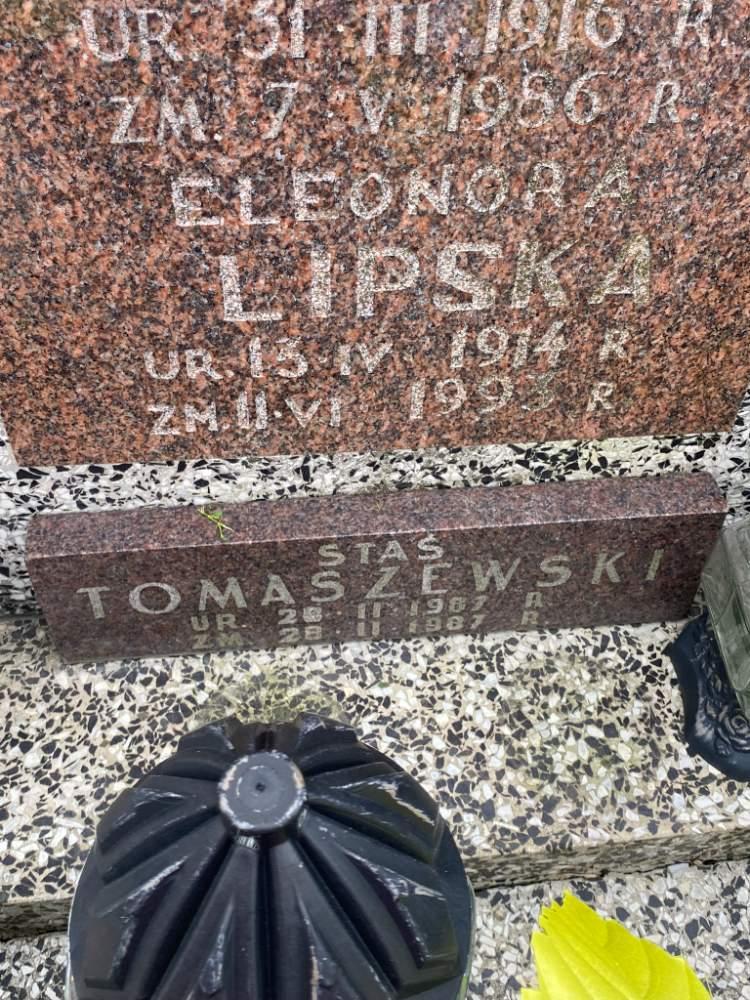 UR. 31 III 1916 R.
ZM. 7 V. 1986 R
ELEONORA
LIPSKA
UR. 13 IV 1914 R
ZM. 11·VI 1993 R
STAŚ
TOMASZEWSKI
UR. 28·II 1987 R
ZM 28·II 1987 R.